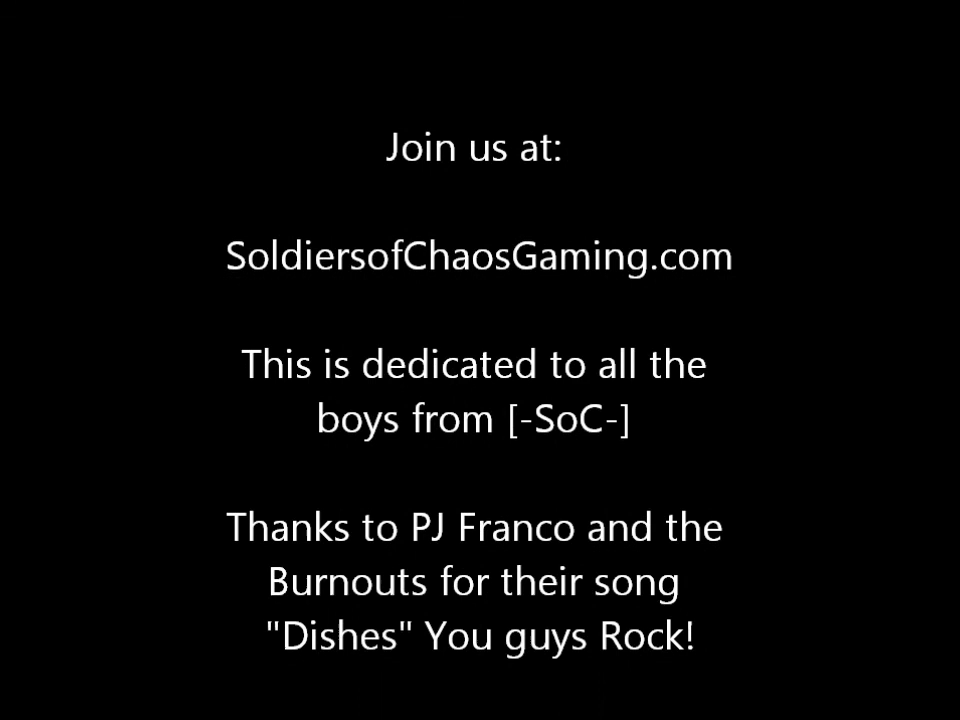 Join us at:
SoldiersofChaosGaming.com
This is dedicated to all the
boys from [-SoC-]
Thanks to PJ Franco and the
Burnouts for their song
"Dishes" You guys Rock!